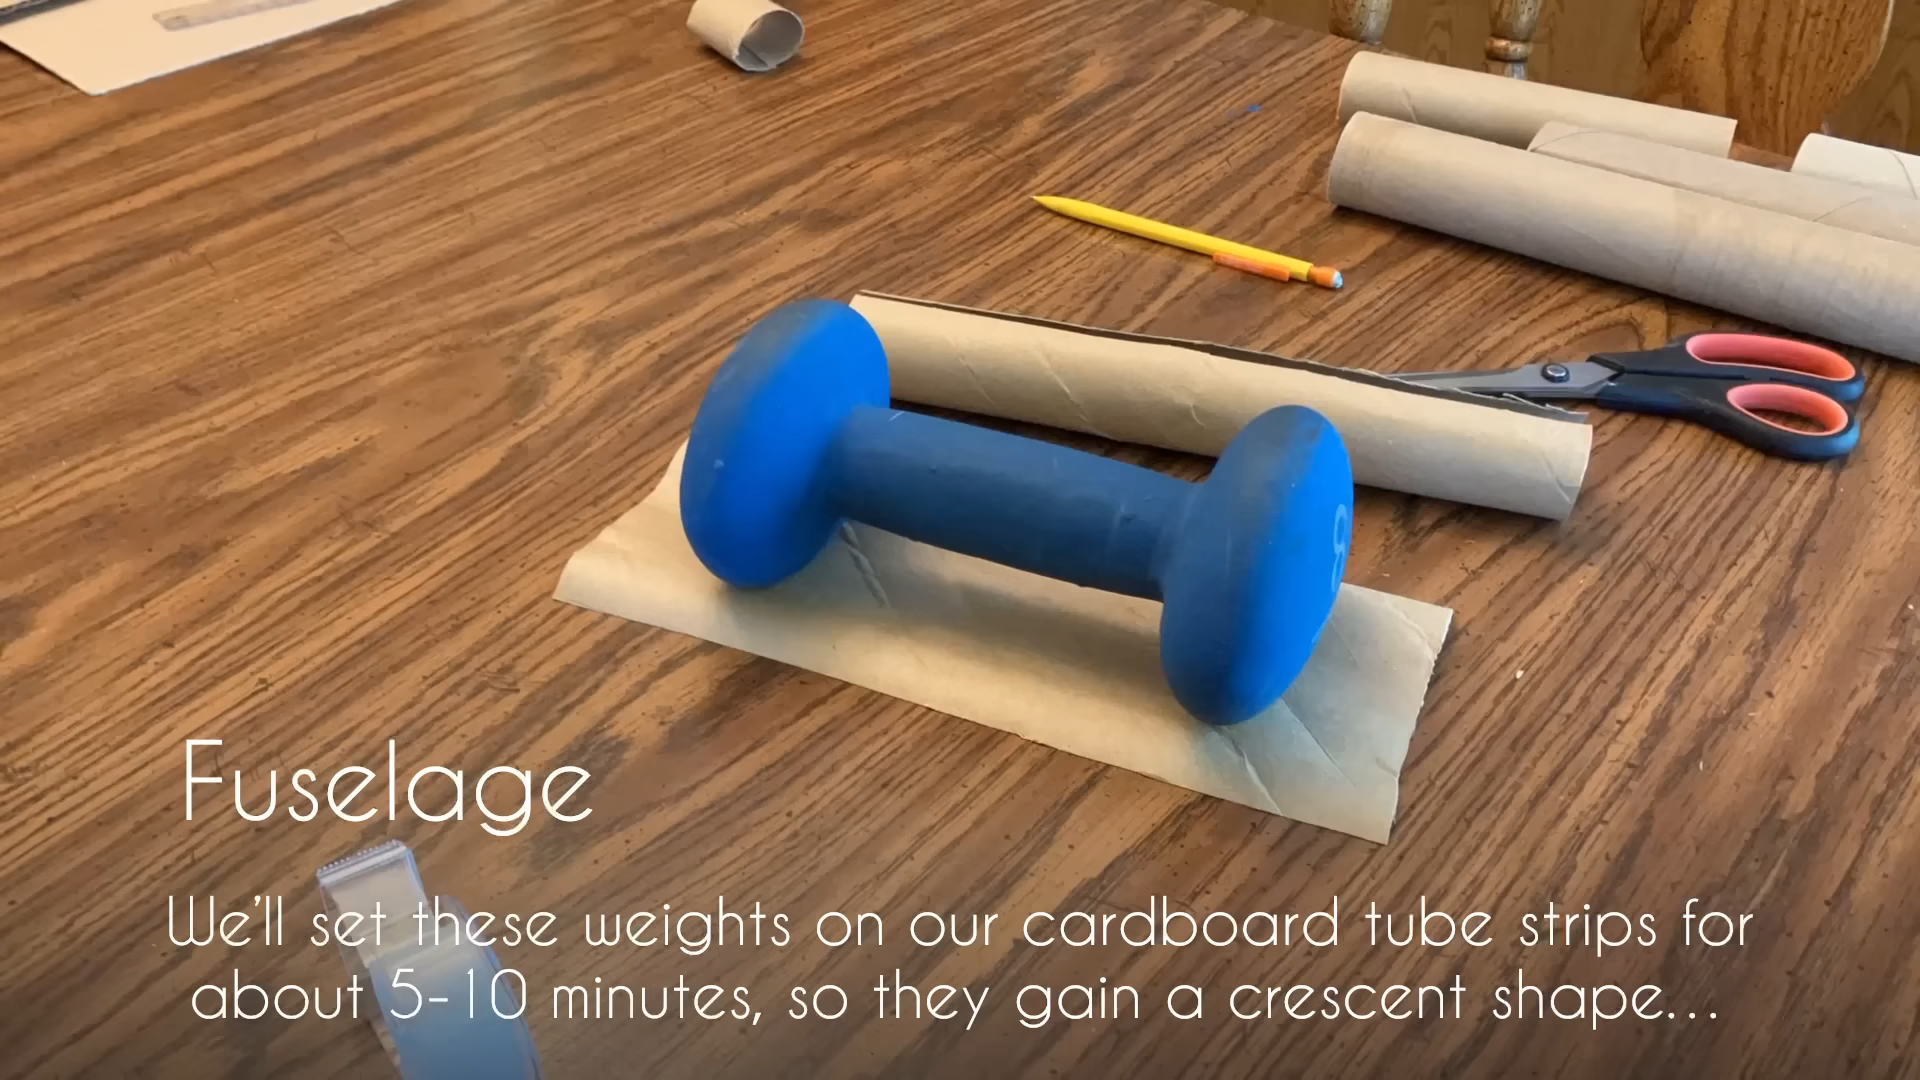 Fuselage
We'll set these weights on our cardboard tube strips for
about 5-10 minutes, so they gain a crescent shape...